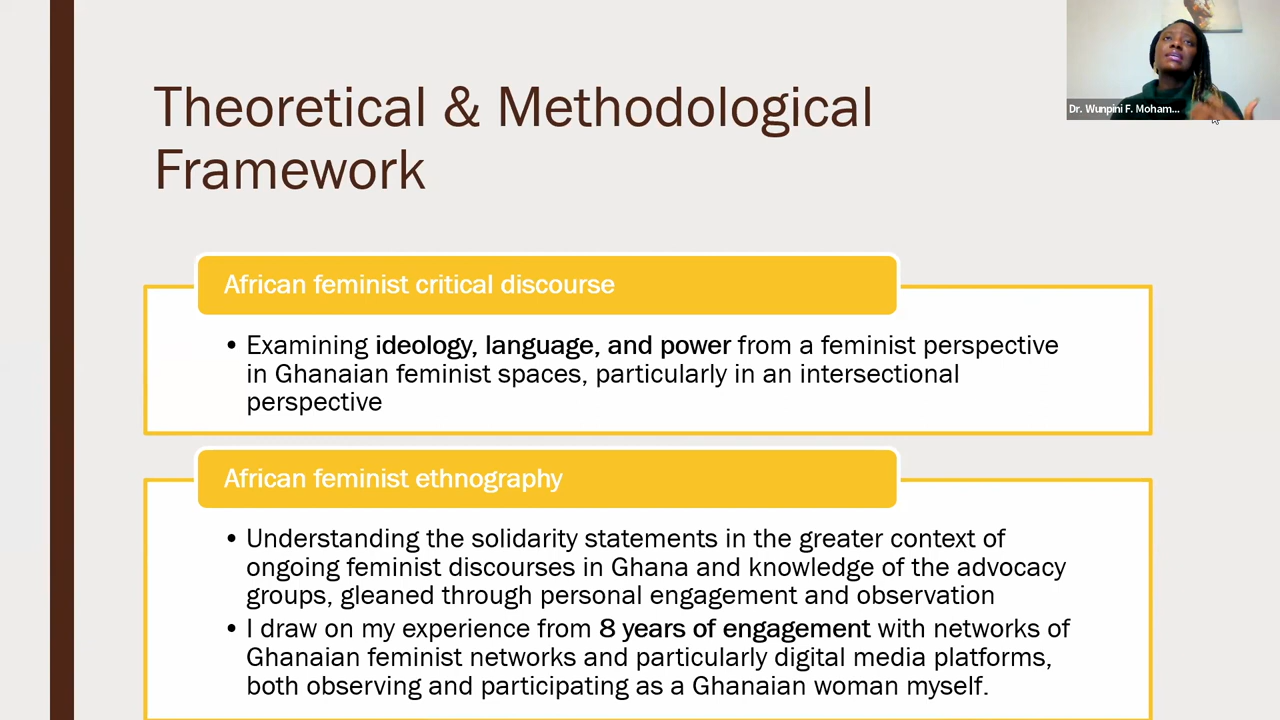 Theoretical & Methodological
Framework
Dr. Wunpini F. Moham...
African feminist critical discourse
• Examining ideology, language, and power from a feminist perspective
in Ghanaian feminist spaces, particularly in an intersectional
perspective
African feminist ethnography
• Understanding the solidarity statements in the greater context of
ongoing feminist discourses in Ghana and knowledge of the advocacy
groups, gleaned through personal engagement and observation
• I draw on my experience from 8 years of engagement with networks of
Ghanaian feminist networks and particularly digital media platforms,
both observing and participating as a Ghanaian woman myself.